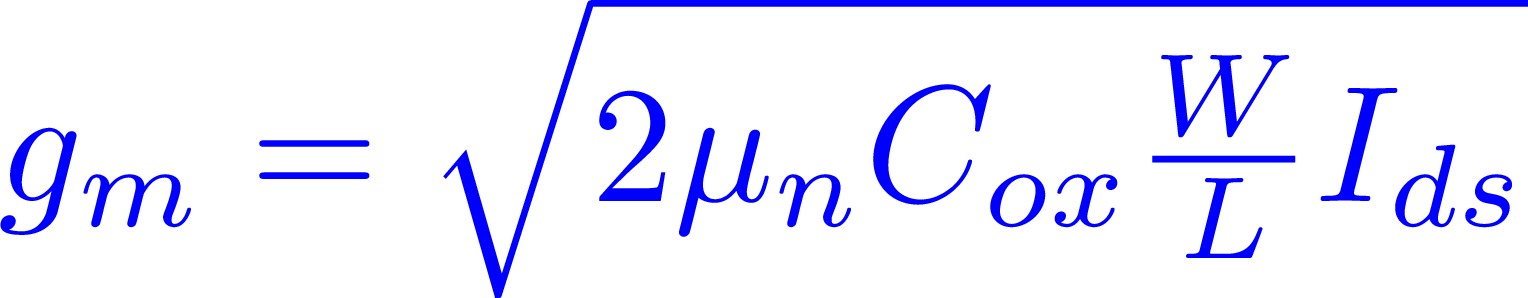 g_m = \sqrt{2\mu_n C_{ox} \frac{W}{L} I_{ds}}